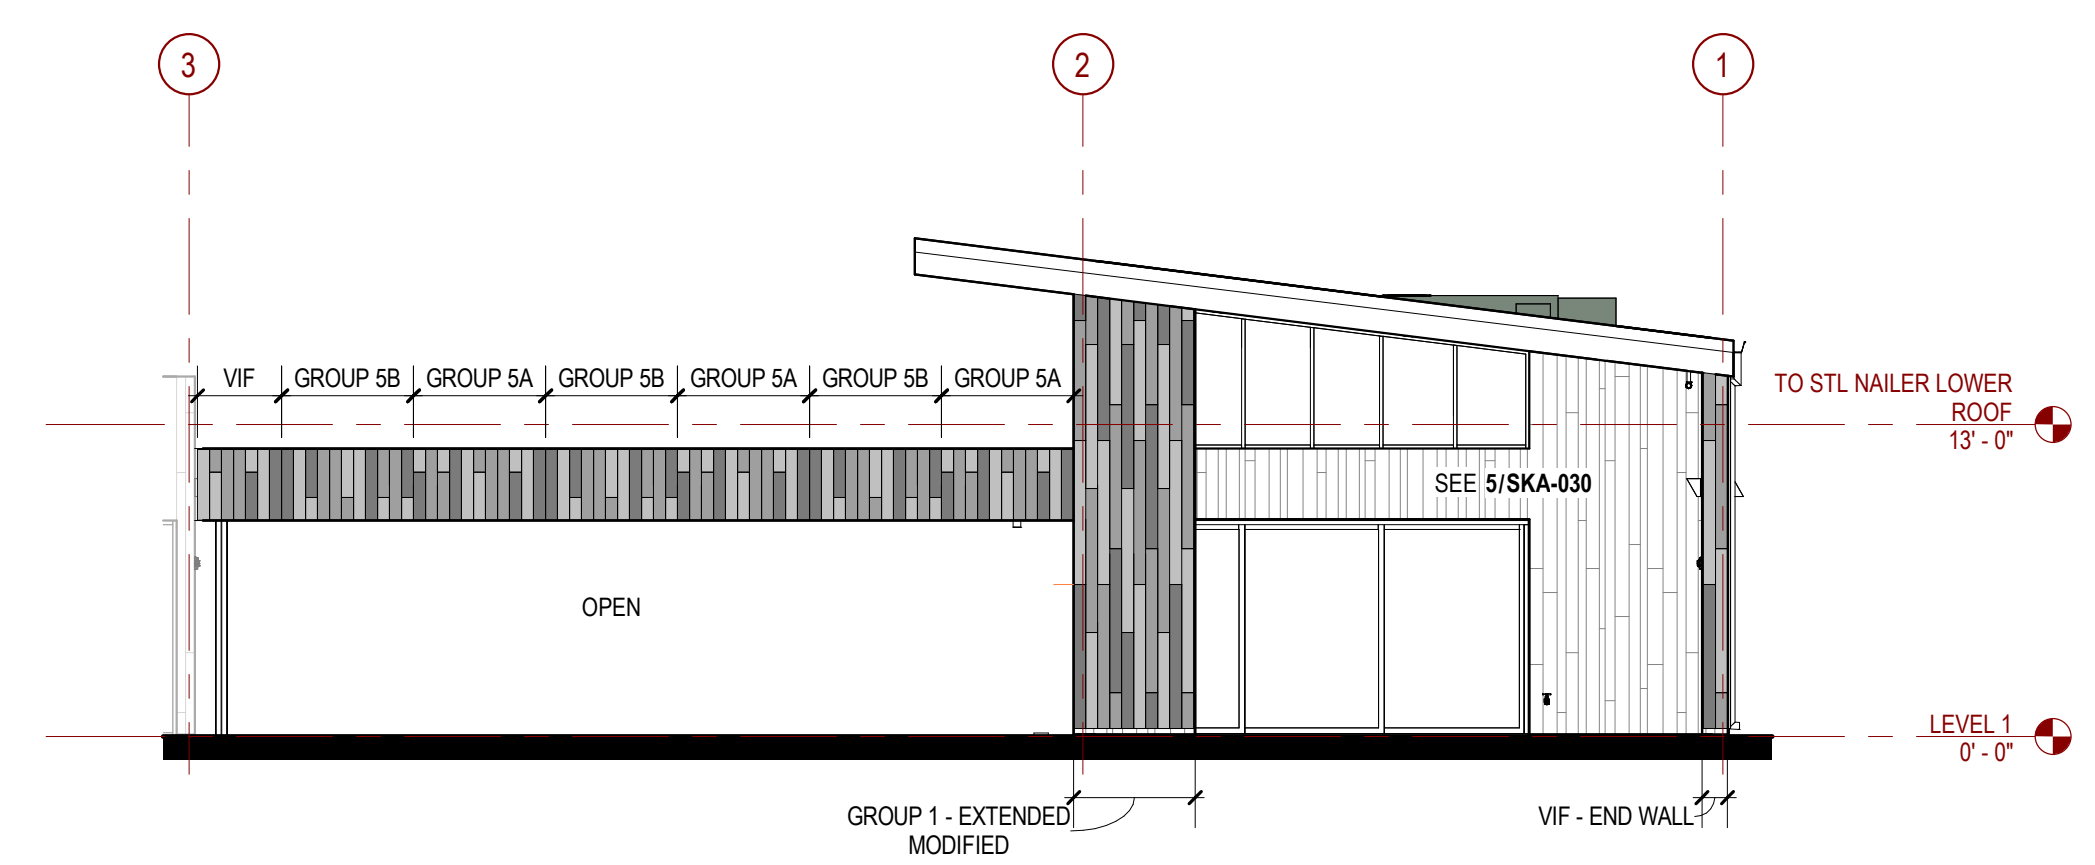 3
2
1
VIF
GROUP 5B
GROUP 5A
GROUP 5B
GROUP 5A
GROUP 5B
GROUP 5A
TO STL NAILER LOWER
ROOF
13' - 0"
SEE 5/SKA-030
OPEN
LEVEL 1
0' - 0"
GROUP 1 - EXTENDED
MODIFIED
VIF - END WALL